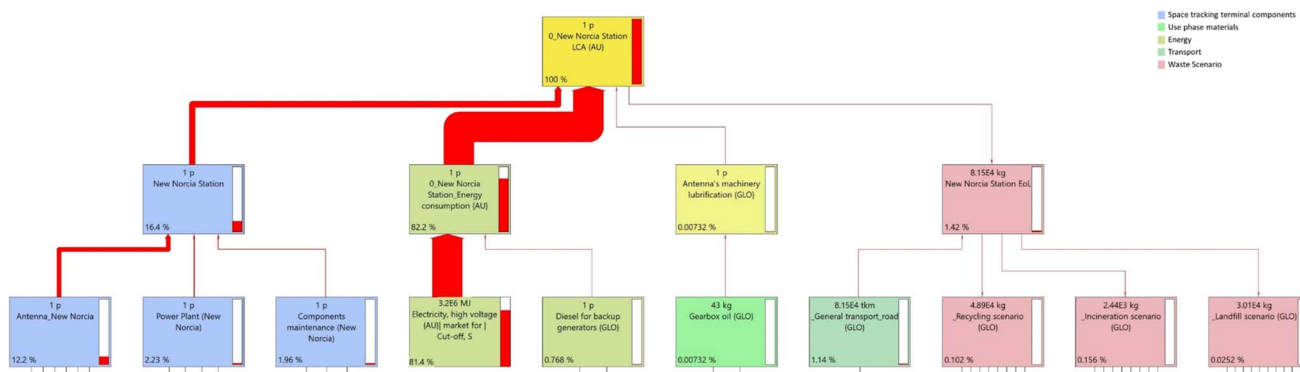 1 p
0_New Norcia Station
LCA (AU)
100 %
Space tracking terminal components
Use phase materials
Energy
Transport
Waste Scenario
1 p
New Norcia Station
16.4 %
1 p
0_New Norcia
Station_Energy
consumption (AU)
82.2 %
1 p
Antenna's machinery
lubrification (GLO)
0.00732 %
8.15E4 kg
New Norcia Station EoL
1.42 %
1 p
Antenna_New Norcia
12.2 %
1 p
Power Plant (New
Norcia)
2.23 %
1 p
Components
maintenance (New
Norcia)
1.96 %
3.2E6 MJ
Electricity, high voltage
{AU}| market for |
Cut-off, S
81.4 %
1 p
Diesel for backup
generators (GLO)
0.768 %
43 kg
Gearbox oil (GLO)
0.00732 %
8.15E4 tkm
_General transport_road
(GLO)
1.14 %
4.89E4 kg
_Recycling scenario
(GLO)
0.102 %
2.44E3 kg
_Incineration scenario
(GLO)
0.156 %
3.01E4 kg
_Landfill scenario (GLO)
0.0252 %